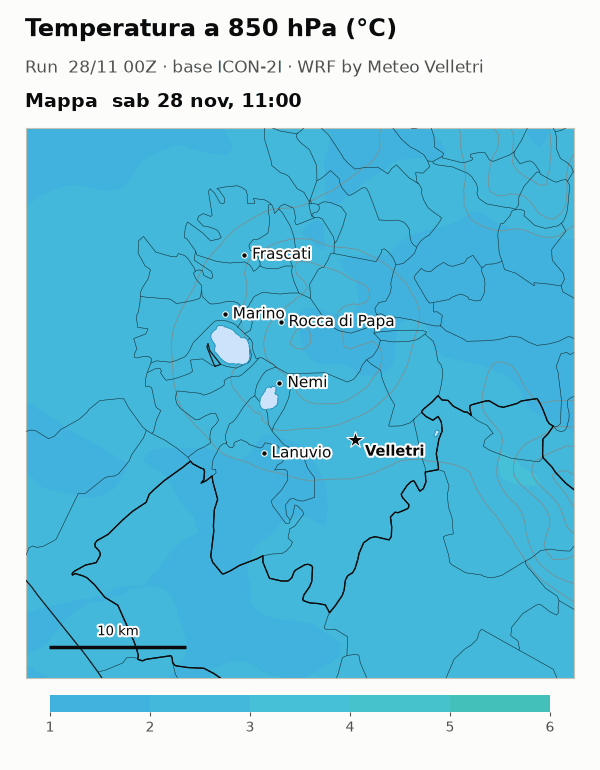 Temperatura a 850 hPa (°C)
Run  28/11 00Z · base ICON-2I · WRF by Meteo Velletri
Mappa  sab 28 nov, 11:00
Frascati
Marino
Rocca di Papa
Nemi
Velletri
Lanuvio
10 km
1 2 3 4 5 6